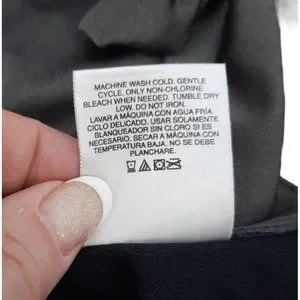 MACHINE WASH COLD. GENTLE
CYCLE. ONLY NON-CHLORINE
BLEACH WHEN NEEDED. TUMBLE DRY
LOW. DO NOT IRON.
LAVAR A MÁQUINA CON AGUA FRÍA
CICLO DELICADO. USAR SOLAMENTE
BLANQUEADOR SIN CLORO SI ES
NECESARIO. SECAR A MÁQUINA CON
TEMPERATURA BAJA. NO SE DEBE
PLANCHARE.